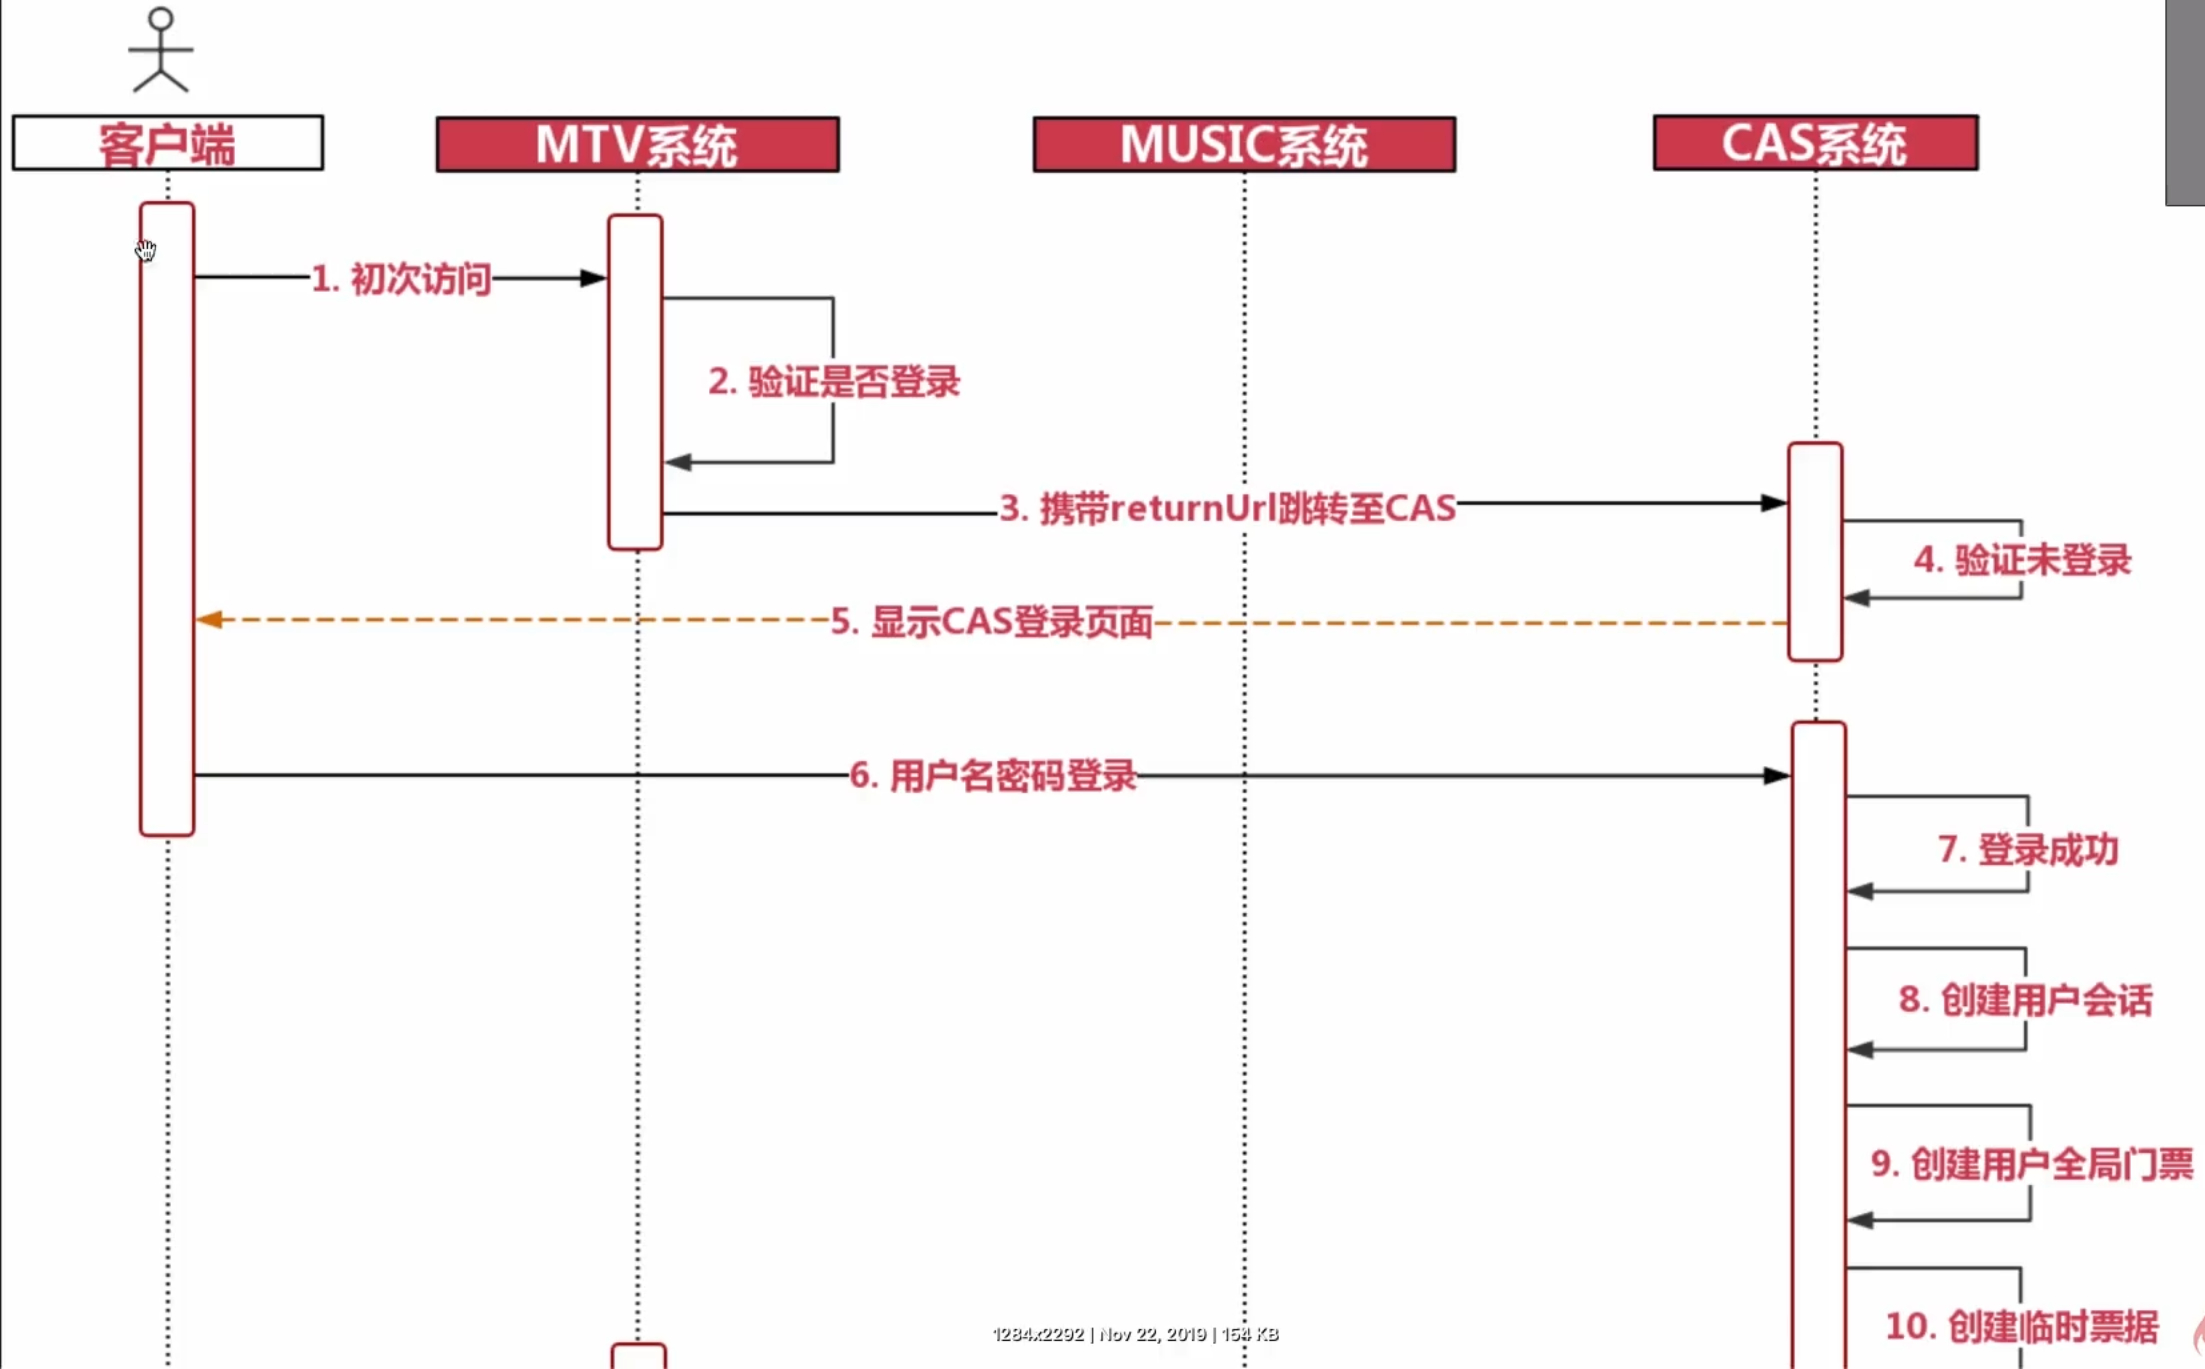 客户端
MTV系统
MUSIC系统
CAS系统
1. 初次访问
2. 验证是否登录
3. 携带returnUrl跳转至CAS
4. 验证未登录
5. 显示CAS登录页面
6. 用户名密码登录
7. 登录成功
8. 创建用户会话
9. 创建用户全局门票
10. 创建临时票据
1284x2292 | Nov 22, 2019 | 154 KB